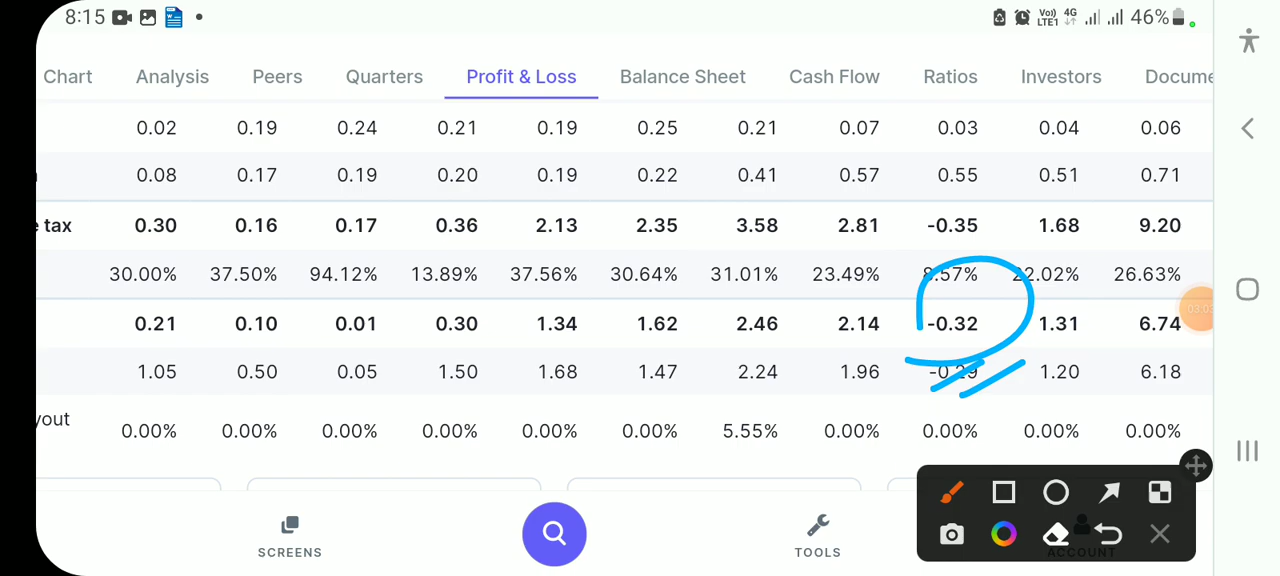 8:15 Vo)) LTE1 4G 46%
Chart Analysis Peers Quarters Profit & Loss Balance Sheet Cash Flow Ratios Investors Docume
0.02 0.19 0.24 0.21 0.19 0.25 0.21 0.07 0.03 0.04 0.06
0.08 0.17 0.19 0.20 0.19 0.22 0.41 0.57 0.55 0.51 0.71
e tax 0.30 0.16 0.17 0.36 2.13 2.35 3.58 2.81 -0.35 1.68 9.20
30.00% 37.50% 94.12% 13.89% 37.56% 30.64% 31.01% 23.49% 8.57% 22.02% 26.63%
0.21 0.10 0.01 0.30 1.34 1.62 2.46 2.14 -0.32 1.31 6.74
1.05 0.50 0.05 1.50 1.68 1.47 2.24 1.96 -0.29 1.20 6.18
yout 0.00% 0.00% 0.00% 0.00% 0.00% 0.00% 5.55% 0.00% 0.00% 0.00% 0.00%
SCREENS TOOLS ACCOUNT